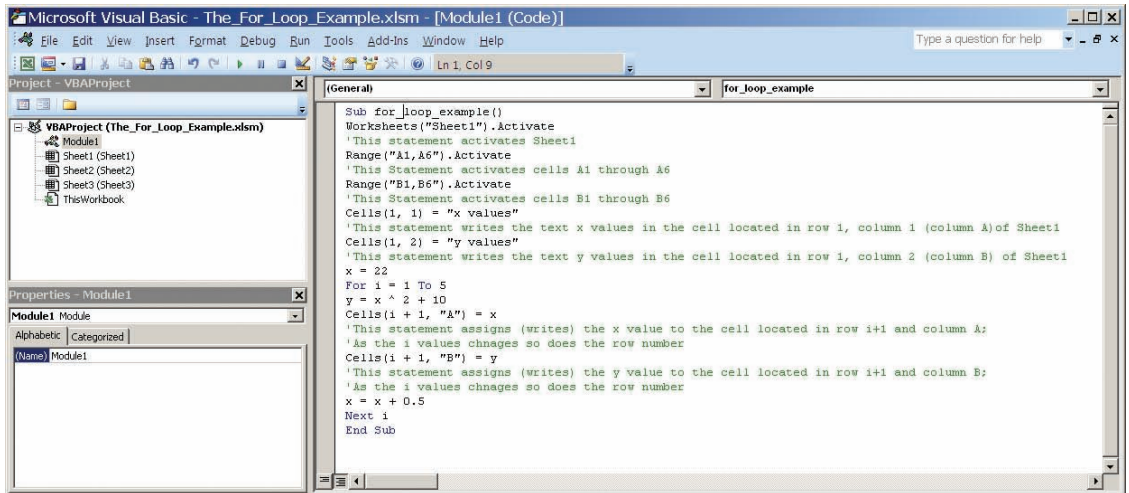 Microsoft Visual Basic - The_For_Loop_Example.xlsm - [Module1 (Code)]
File Edit View Insert Format Debug Run Tools Add-Ins Window Help
Type a question for help
Ln 1, Col 9
Project - VBAProject
VBAProject (The_For_Loop_Example.xlsm)
Module1
Sheet1 (Sheet1)
Sheet2 (Sheet2)
Sheet3 (Sheet3)
ThisWorkbook
Properties - Module1
Module1 Module
Alphabetic Categorized
(Name) Module1
(General)
for_loop_example
Sub for_loop_example()
Worksheets("Sheet1").Activate
'This statement activates Sheet1
Range("A1,A6").Activate
'This Statement activates cells A1 through A6
Range("B1,B6").Activate
'This Statement activates cells B1 through B6
Cells(1, 1) = "x values"
'This statement writes the text x values in the cell located in row 1, column 1 (column A)of Sheet1
Cells(1, 2) = "y values"
'This statement writes the text y values in the cell located in row 1, column 2 (column B) of Sheet1
x = 22
For i = 1 To 5
y = x ^ 2 + 10
Cells(i + 1, "A") = x
'This statement assigns (writes) the x value to the cell located in row i+1 and column A;
'As the i values chnages so does the row number
Cells(i + 1, "B") = y
'This statement assigns (writes) the y value to the cell located in row i+1 and column B;
'As the i values chnages so does the row number
x = x + 0.5
Next i
End Sub